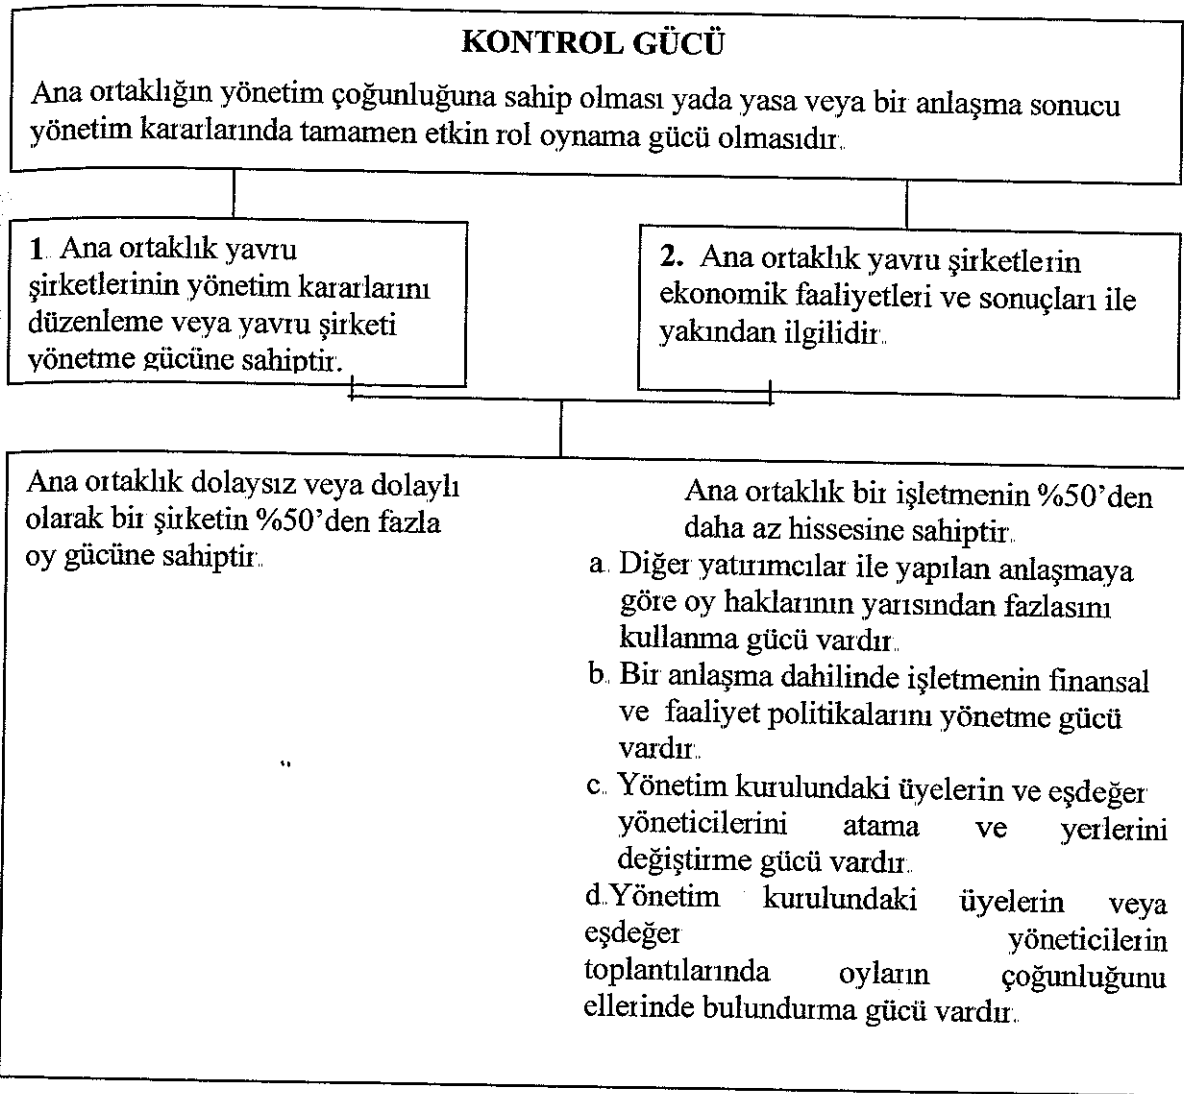 KONTROL GÜCÜ
Ana ortaklığın yönetim çoğunluğuna sahip olması yada yasa veya bir anlaşma sonucu
yönetim kararlarında tamamen etkin rol oynama gücü olmasıdır.
1. Ana ortaklık yavru
şirketlerinin yönetim kararlarını
düzenleme veya yavru şirketi
yönetme gücüne sahiptir.
2. Ana ortaklık yavru şirketlerin
ekonomik faaliyetleri ve sonuçları ile
yakından ilgilidir.
Ana ortaklık dolaysız veya dolaylı
olarak bir şirketin %50'den fazla
oy gücüne sahiptir.
Ana ortaklık bir işletmenin %50'den
daha az hissesine sahiptir.
a. Diğer yatırımcılar ile yapılan anlaşmaya
göre oy haklarının yarısından fazlasını
kullanma gücü vardır.
b. Bir anlaşma dahilinde işletmenin finansal
ve faaliyet politikalarını yönetme gücü
vardır.
c. Yönetim kurulundaki üyelerin ve eşdeğer
yöneticilerini atama ve yerlerini
değiştirme gücü vardır.
d.Yönetim kurulundaki üyelerin veya
eşdeğer yöneticilerin
toplantılarında oyların çoğunluğunu
ellerinde bulundurma gücü vardır.